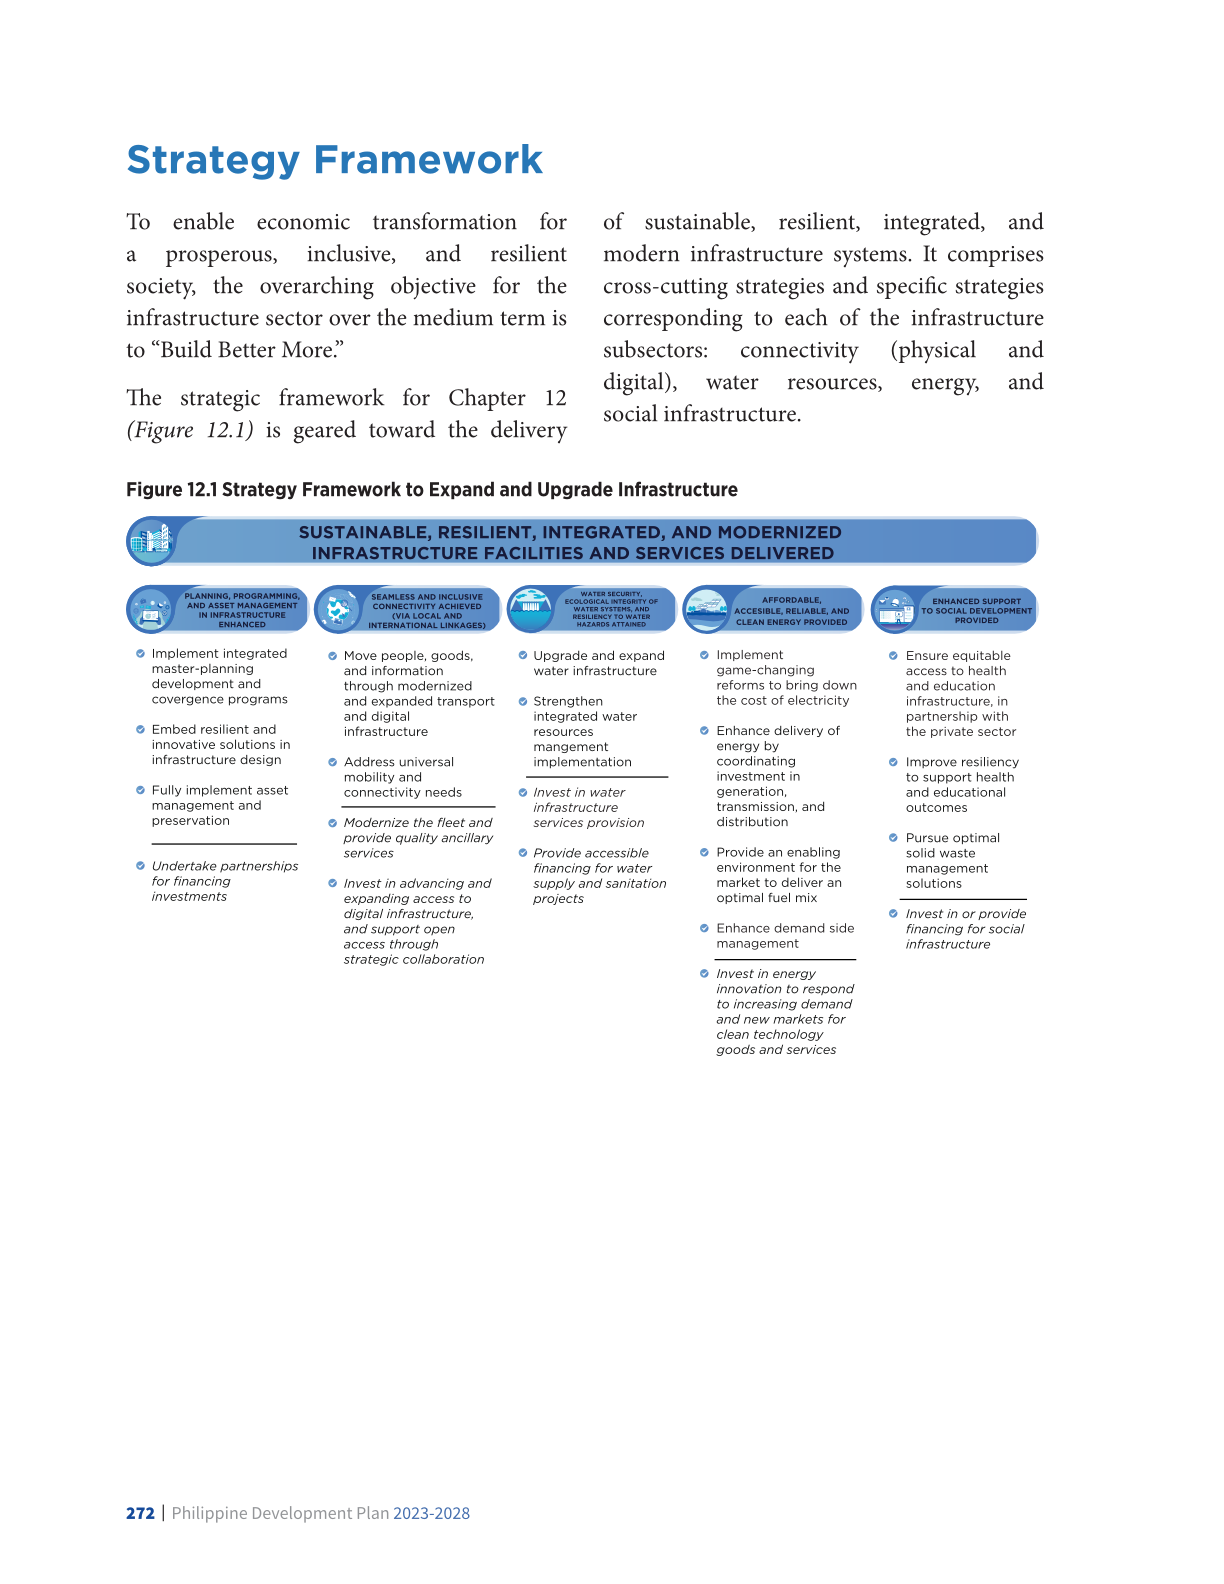 Strategy Framework
To enable economic transformation for
a prosperous, inclusive, and resilient
society, the overarching objective for the
infrastructure sector over the medium term is
to “Build Better More.”
The strategic framework for Chapter 12
(Figure 12.1) is geared toward the delivery
of sustainable, resilient, integrated, and
modern infrastructure systems. It comprises
cross-cutting strategies and specific strategies
corresponding to each of the infrastructure
subsectors: connectivity (physical and
digital), water resources, energy, and
social infrastructure.
Figure 12.1 Strategy Framework to Expand and Upgrade Infrastructure
SUSTAINABLE, RESILIENT, INTEGRATED, AND MODERNIZED
INFRASTRUCTURE FACILITIES AND SERVICES DELIVERED
PLANNING, PROGRAMMING,
AND ASSET MANAGEMENT
IN INFRASTRUCTURE
ENHANCED
Implement integrated
master-planning
development and
covergence programs
Embed resilient and
innovative solutions in
infrastructure design
Fully implement asset
management and
preservation
Undertake partnerships
for financing
investments
SEAMLESS AND INCLUSIVE
CONNECTIVITY ACHIEVED
(VIA LOCAL AND
INTERNATIONAL LINKAGES)
Move people, goods,
and information
through modernized
and expanded transport
and digital
infrastructure
Address universal
mobility and
connectivity needs
Modernize the fleet and
provide quality ancillary
services
Invest in advancing and
expanding access to
digital infrastructure,
and support open
access through
strategic collaboration
WATER SECURITY,
ECOLOGICAL INTEGRITY OF
WATER SYSTEMS, AND
RESILIENCY TO WATER
HAZARDS ATTAINED
Upgrade and expand
water infrastructure
Strengthen
integrated water
resources
mangement
implementation
Invest in water
infrastructure
services provision
Provide accessible
financing for water
supply and sanitation
projects
AFFORDABLE,
ACCESIBLE, RELIABLE, AND
CLEAN ENERGY PROVIDED
Implement
game-changing
reforms to bring down
the cost of electricity
Enhance delivery of
energy by
coordinating
investment in
generation,
transmission, and
distribution
Provide an enabling
environment for the
market to deliver an
optimal fuel mix
Enhance demand side
management
Invest in energy
innovation to respond
to increasing demand
and new markets for
clean technology
goods and services
ENHANCED SUPPORT
TO SOCIAL DEVELOPMENT
PROVIDED
Ensure equitable
access to health
and education
infrastructure, in
partnership with
the private sector
Improve resiliency
to support health
and educational
outcomes
Pursue optimal
solid waste
management
solutions
Invest in or provide
financing for social
infrastructure
272 | Philippine Development Plan 2023-2028